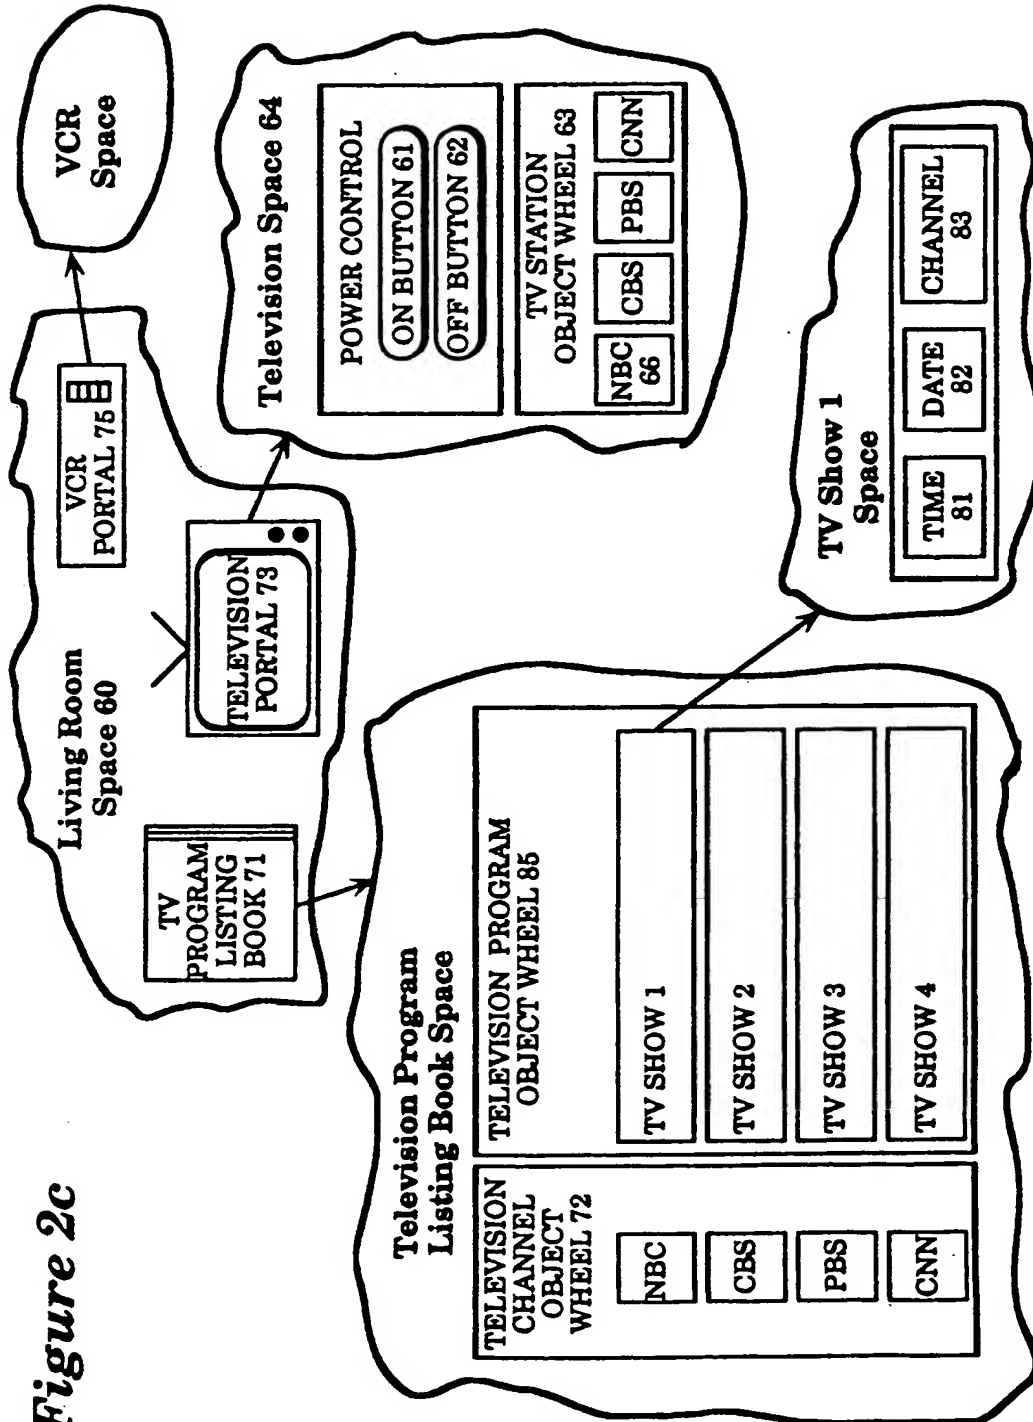 Figure 2c
Living Room
Space 60
TV
PROGRAM
LISTING
BOOK 71
TELEVISION
PORTAL 73
VCR
PORTAL 75
VCR
Space
Television Space 64
POWER CONTROL
ON BUTTON 61
OFF BUTTON 62
TV STATION
OBJECT WHEEL 63
NBC
66
CBS
PBS
CNN
Television Program
Listing Book Space
TELEVISION
CHANNEL
OBJECT
WHEEL 72
NBC
CBS
PBS
CNN
TELEVISION PROGRAM
OBJECT WHEEL 85
TV SHOW 1
TV SHOW 2
TV SHOW 3
TV SHOW 4
TV Show 1
Space
TIME
81
DATE
82
CHANNEL
83